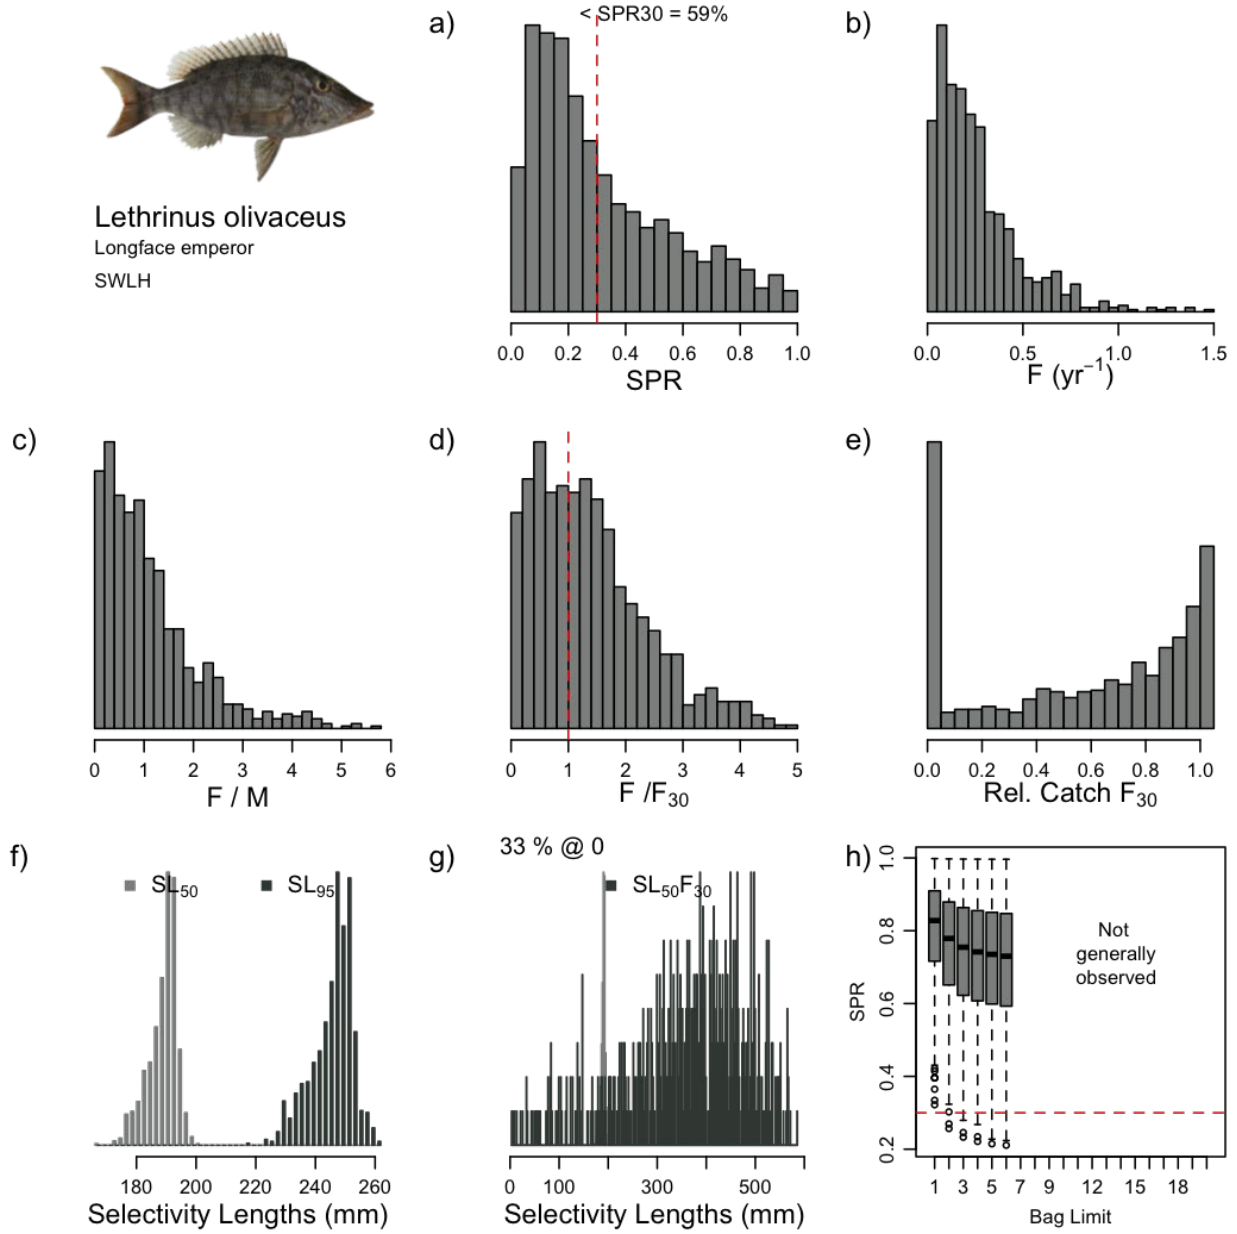 a)
< SPR30 = 59%
b)
Lethrinus olivaceus
Longface emperor
SWLH
0.0 0.2 0.4 0.6 0.8 1.0
SPR
0.0 0.5 1.0 1.5
F (yr⁻¹)
c)
d)
e)
0 1 2 3 4 5 6
F / M
0 1 2 3 4 5
F /F₃₀
0.0 0.2 0.4 0.6 0.8 1.0
Rel. Catch F₃₀
f)
SL₅₀ SL₉₅
180 200 220 240 260
Selectivity Lengths (mm)
g)
33 % @ 0
SL₅₀F₃₀
0 100 300 500
Selectivity Lengths (mm)
h)
Not
generally
observed
SPR
0.2 0.4 0.6 0.8 1.0
1 3 5 7 9 12 15 18
Bag Limit